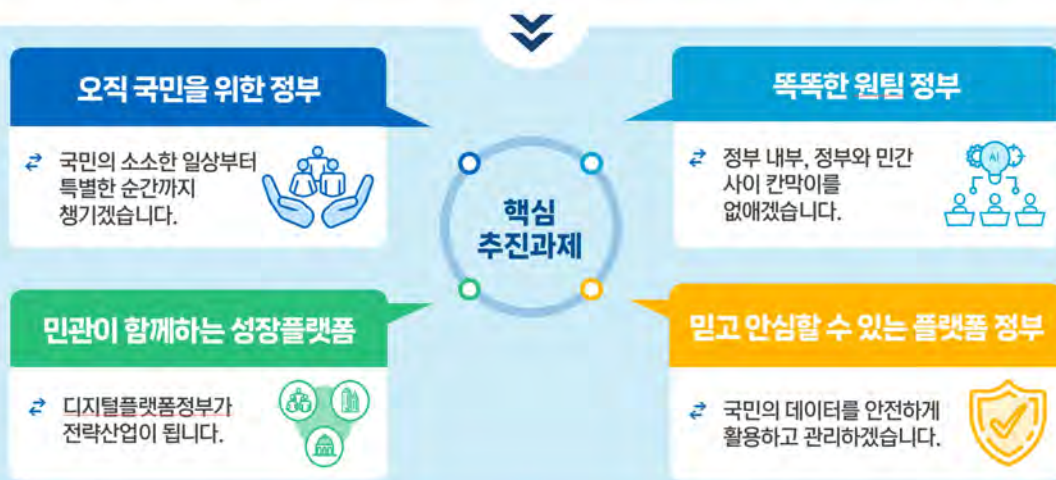 오직 국민을 위한 정부
국민의 소소한 일상부터
특별한 순간까지
챙기겠습니다.
똑똑한 원팀 정부
정부 내부, 정부와 민간
사이 칸막이를
없애겠습니다.
AI
핵심
추진과제
민관이 함께하는 성장플랫폼
디지털플랫폼정부가
전략산업이 됩니다.
믿고 안심할 수 있는 플랫폼 정부
국민의 데이터를 안전하게
활용하고 관리하겠습니다.